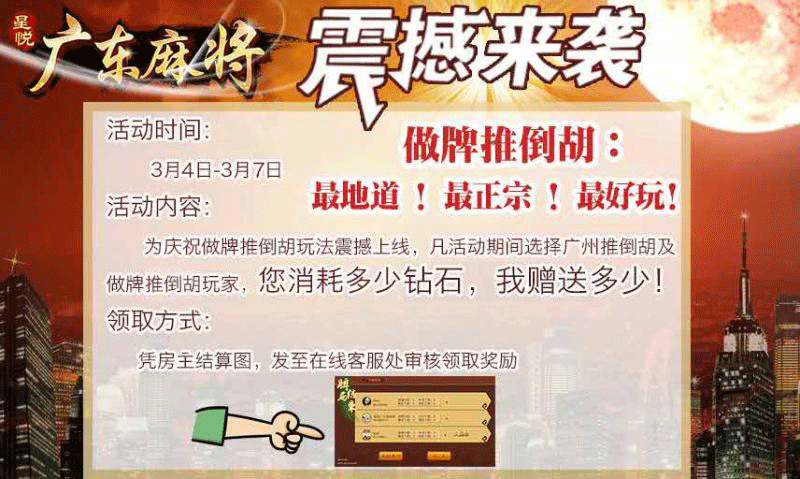 星悦
广东麻将
震撼来袭
活动时间:
3月4日-3月7日
做牌推倒胡：
最地道！最正宗！最好玩!
活动内容:
为庆祝做牌推倒胡玩法震撼上线，凡活动期间选择广州推倒胡及
做牌推倒胡玩家，您消耗多少钻石，我赠送多少！
领取方式:
凭房主结算图，发至在线客服处审核领取奖励